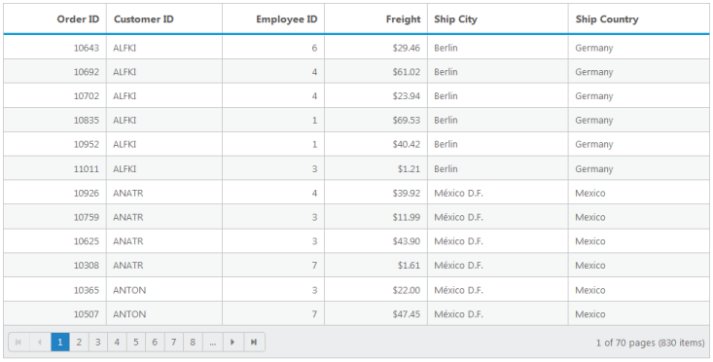 Order ID Customer ID Employee ID Freight Ship City Ship Country
10643 ALFKI 6 $29.46 Berlin Germany
10692 ALFKI 4 $61.02 Berlin Germany
10702 ALFKI 4 $23.94 Berlin Germany
10835 ALFKI 1 $69.53 Berlin Germany
10952 ALFKI 1 $40.42 Berlin Germany
11011 ALFKI 3 $1.21 Berlin Germany
10926 ANATR 4 $39.92 México D.F. Mexico
10759 ANATR 3 $11.99 México D.F. Mexico
10625 ANATR 3 $43.90 México D.F. Mexico
10308 ANATR 7 $1.61 México D.F. Mexico
10365 ANTON 3 $22.00 México D.F. Mexico
10507 ANTON 7 $47.45 México D.F. Mexico
1 2 3 4 5 6 7 8 ... 1 of 70 pages (830 items)